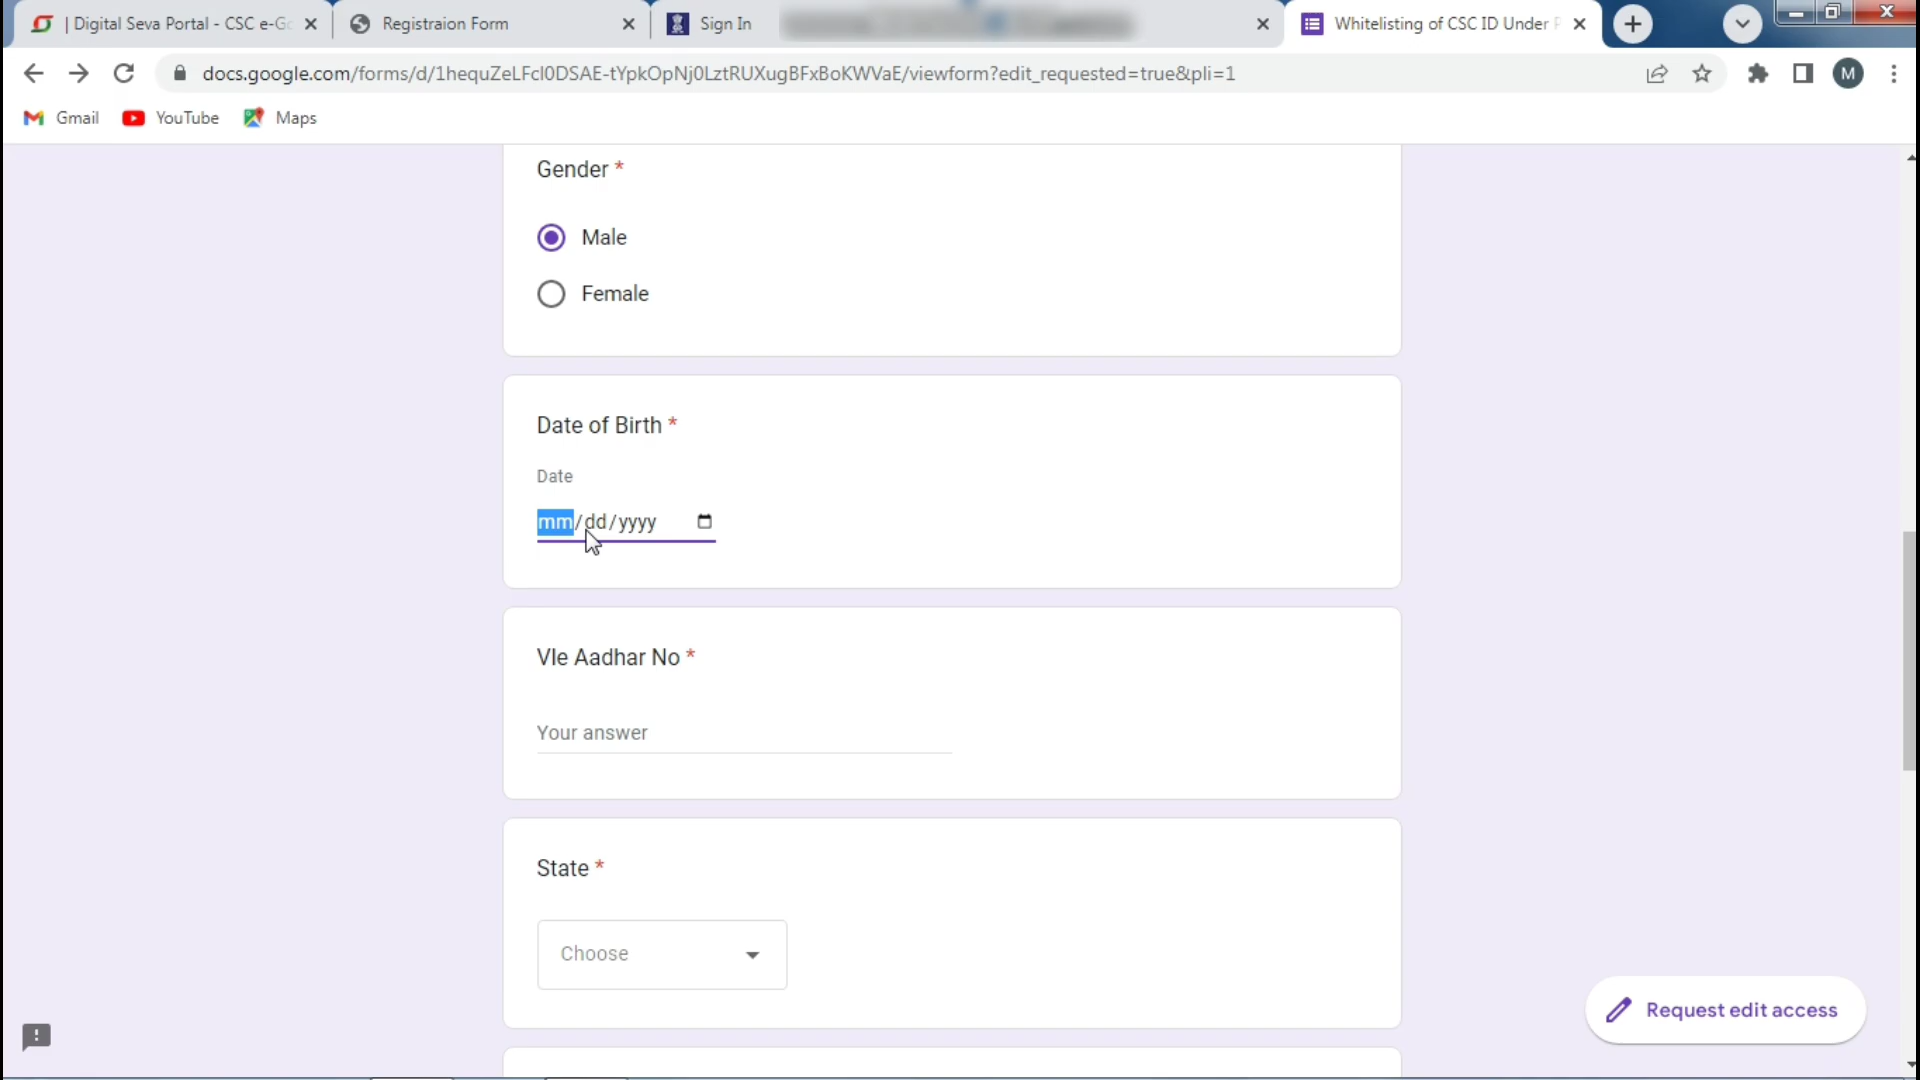 | Digital Seva Portal - CSC e-Go
Registraion Form
Sign In
Whitelisting of CSC ID Under P
docs.google.com/forms/d/1hequZeLFcl0DSAE-tYpkOpNj0LztRUXugBFxBoKWVaE/viewform?edit_requested=true&pli=1
M
Gmail
YouTube
Maps
Gender *
Male
Female
Date of Birth *
Date
mm/dd/yyyy
Vle Aadhar No *
Your answer
State *
Choose
Request edit access